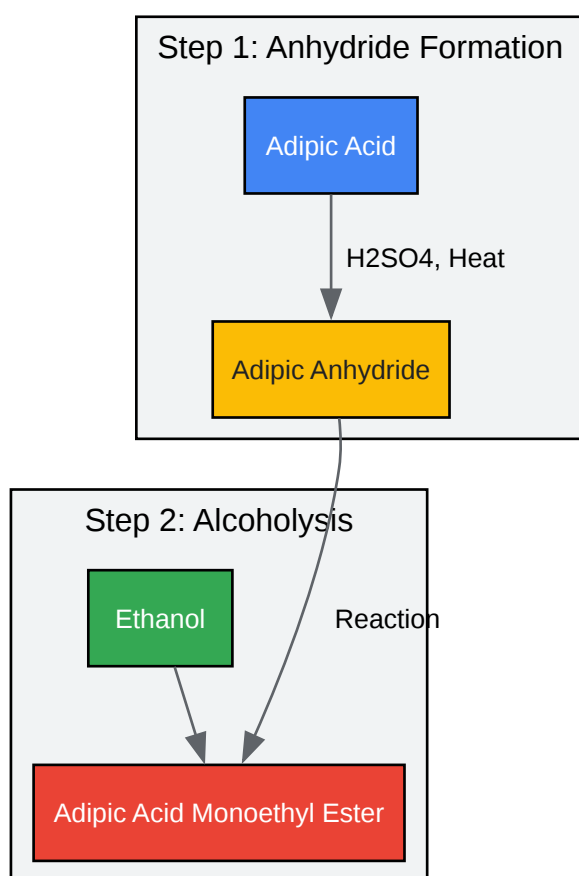 Step 1: Anhydride Formation
Adipic Acid
H2SO4, Heat
Adipic Anhydride
Step 2: Alcoholysis
Ethanol
Reaction
Adipic Acid Monoethyl Ester